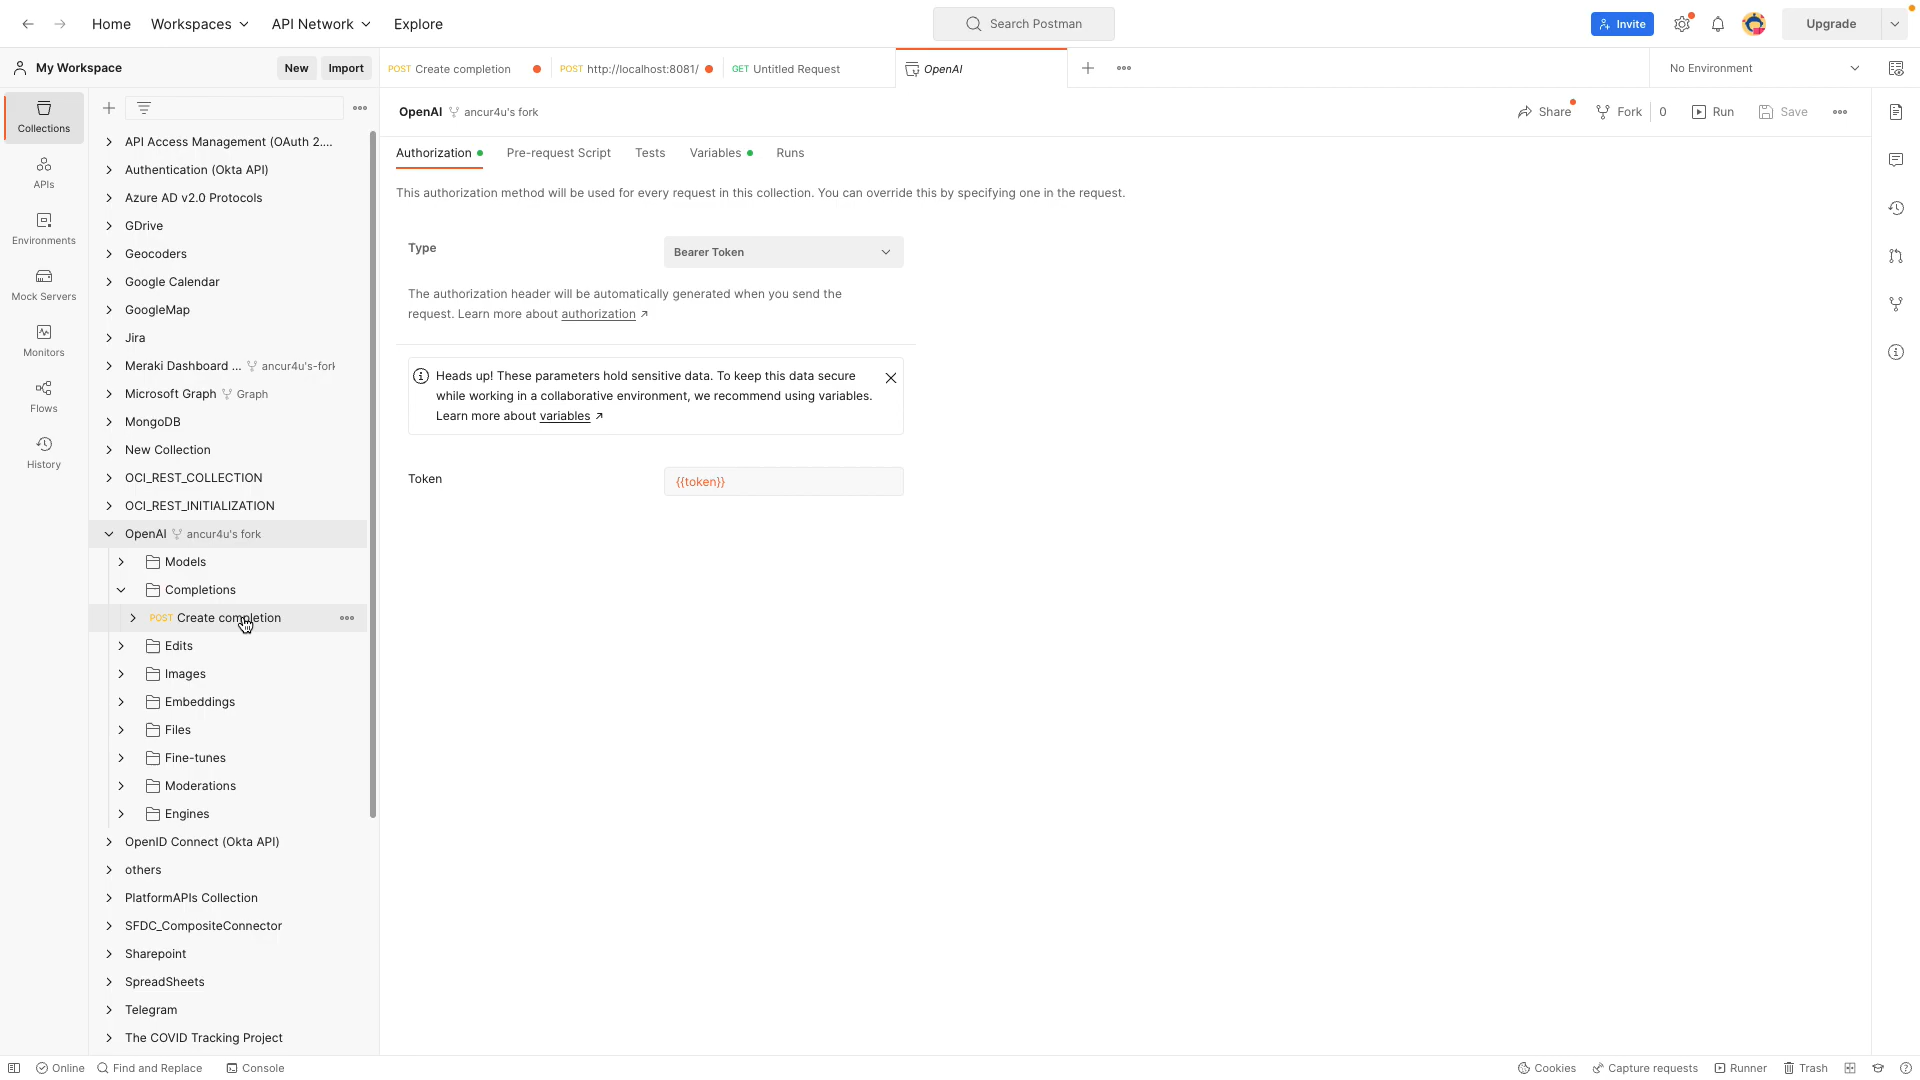 Home
Workspaces
API Network
Explore
Search Postman
Invite
Upgrade
My Workspace
New
Import
POST Create completion
POST http://localhost:8081/
GET Untitled Request
OpenAI
No Environment
Collections
APIs
Environments
Mock Servers
Monitors
Flows
History
API Access Management (OAuth 2....
Authentication (Okta API)
Azure AD v2.0 Protocols
GDrive
Geocoders
Google Calendar
GoogleMap
Jira
Meraki Dashboard ... ancur4u's-fork
Microsoft Graph Graph
MongoDB
New Collection
OCI_REST_COLLECTION
OCI_REST_INITIALIZATION
OpenAI ancur4u's fork
Models
Completions
POST Create completion
Edits
Images
Embeddings
Files
Fine-tunes
Moderations
Engines
OpenID Connect (Okta API)
others
PlatformAPIs Collection
SFDC_CompositeConnector
Sharepoint
SpreadSheets
Telegram
The COVID Tracking Project
OpenAI ancur4u's fork
Share
Fork 0
Run
Save
Authorization
Pre-request Script
Tests
Variables
Runs
This authorization method will be used for every request in this collection. You can override this by specifying one in the request.
Type
Bearer Token
The authorization header will be automatically generated when you send the
request. Learn more about authorization ↗
Heads up! These parameters hold sensitive data. To keep this data secure
while working in a collaborative environment, we recommend using variables.
Learn more about variables ↗
Token
{{token}}
Online
Find and Replace
Console
Cookies
Capture requests
Runner
Trash